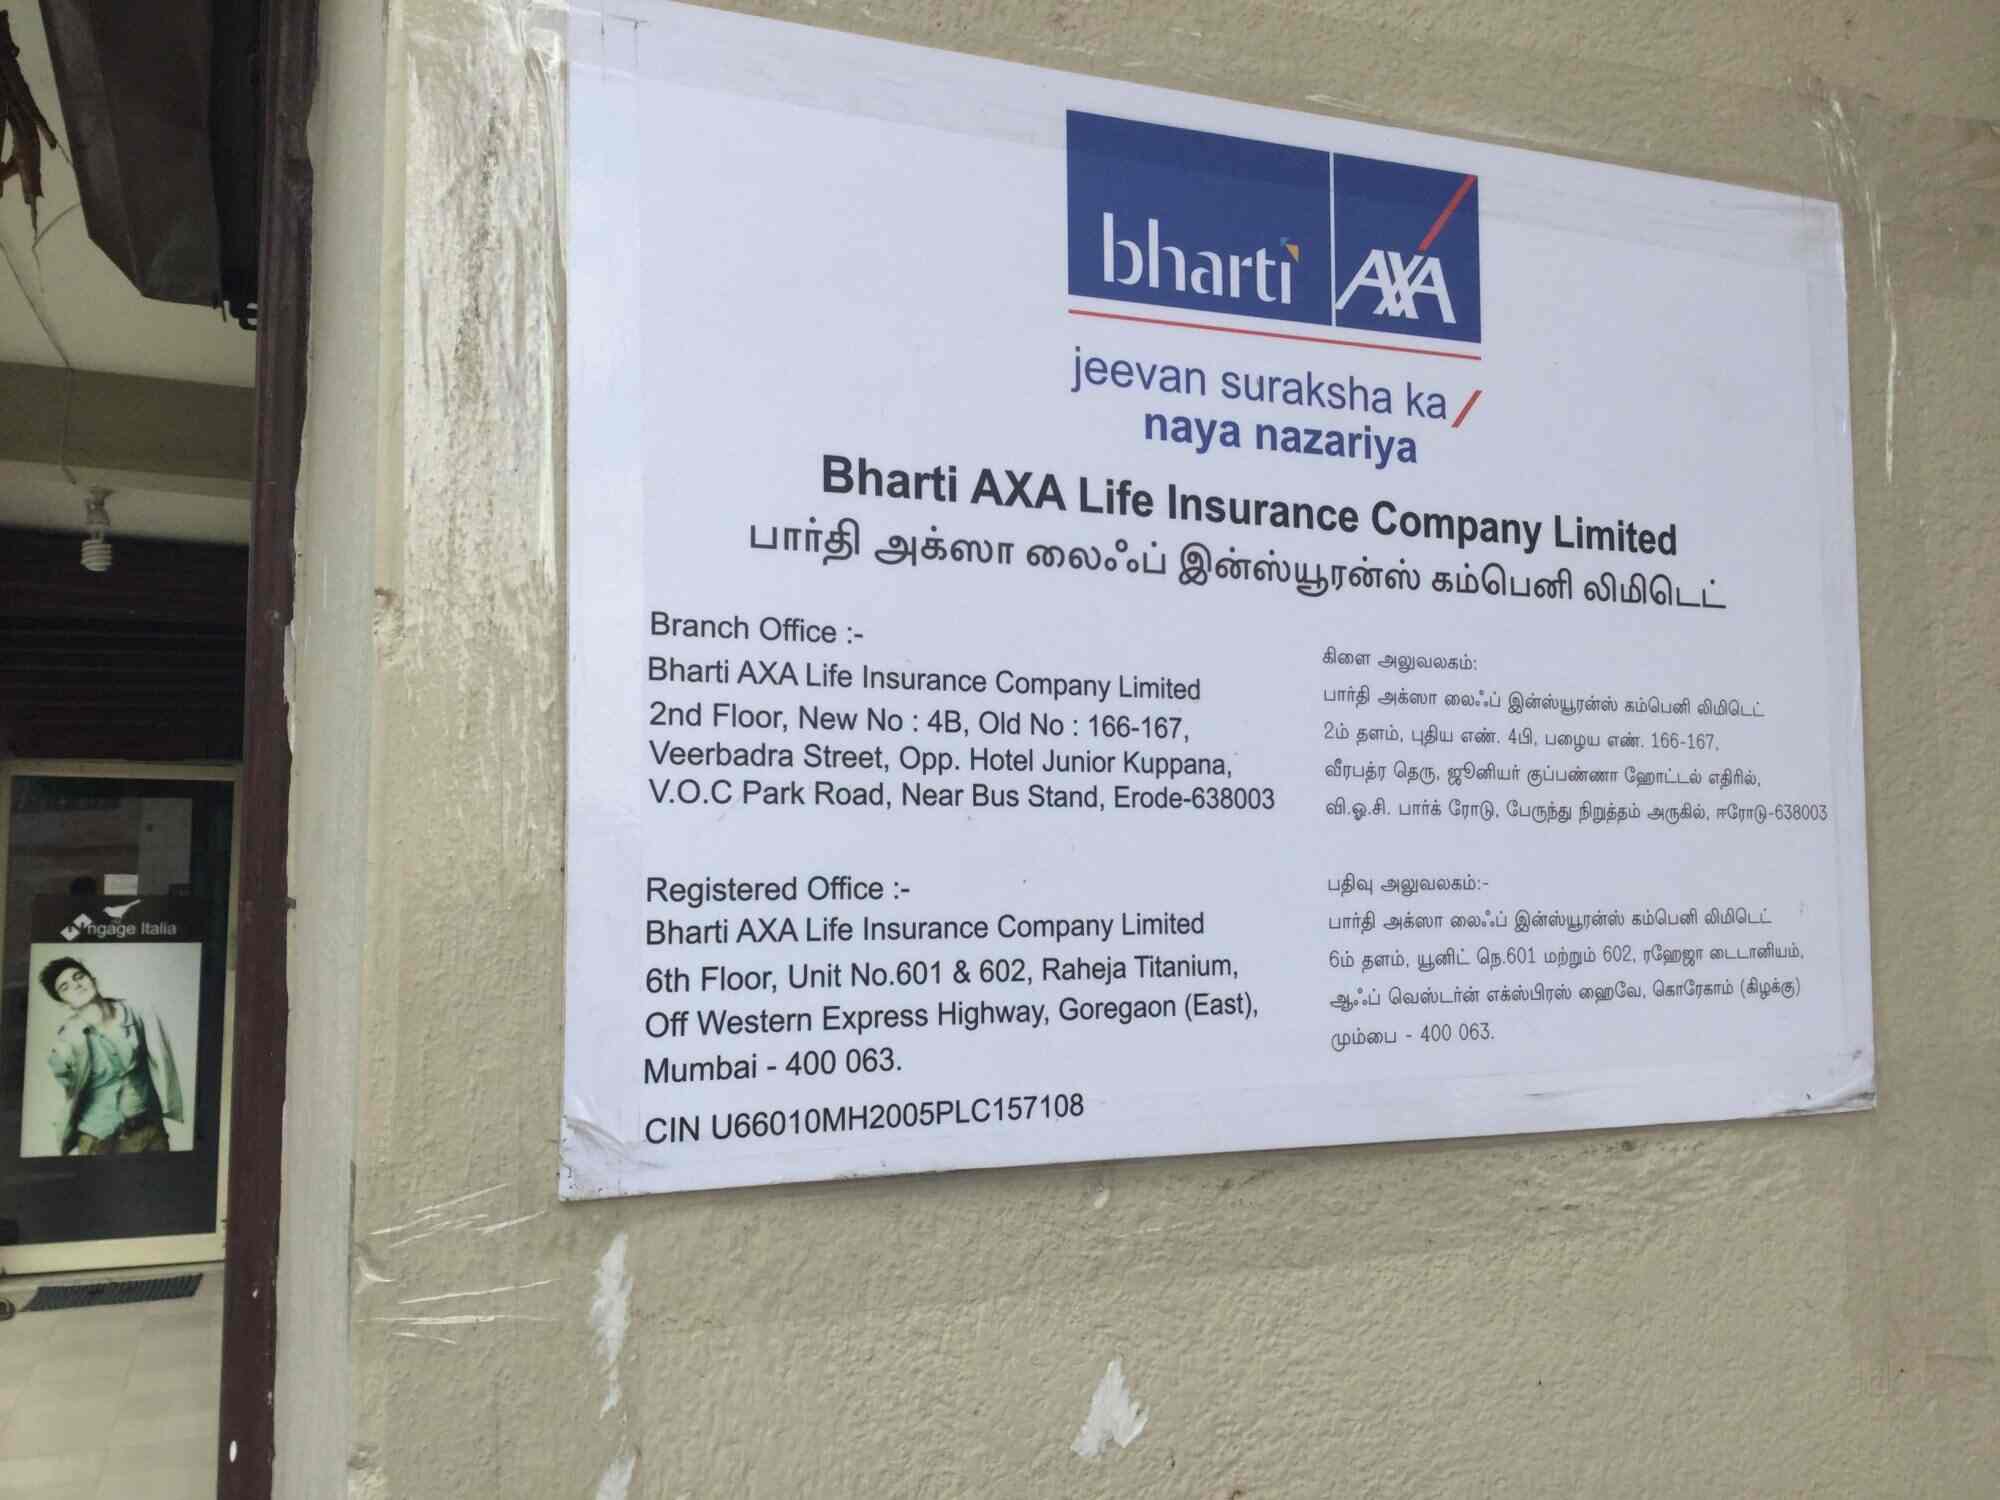 bharti AXA
jeevan suraksha ka
naya nazariya
Bharti AXA Life Insurance Company Limited
பார்தி அக்ஸா லைஃப் இன்ஸ்யூரன்ஸ் கம்பெனி லிமிடெட்
Branch Office :-
Bharti AXA Life Insurance Company Limited
2nd Floor, New No : 4B, Old No : 166-167,
Veerbadra Street, Opp. Hotel Junior Kuppana,
V.O.C Park Road, Near Bus Stand, Erode-638003
கிளை அலுவலகம்:
பார்தி அக்ஸா லைஃப் இன்ஸ்யூரன்ஸ் கம்பெனி லிமிடெட்
2ம் தளம், புதிய எண். 4பி, பழைய எண். 166-167,
வீரபத்ர தெரு, ஜூனியர் குப்பண்ணா ஹோட்டல் எதிரில்,
வி.ஓ.சி. பார்க் ரோடு, பேருந்து நிறுத்தம் அருகில், ஈரோடு-638003
Registered Office :-
Bharti AXA Life Insurance Company Limited
6th Floor, Unit No.601 & 602, Raheja Titanium,
Off Western Express Highway, Goregaon (East),
Mumbai - 400 063.
CIN U66010MH2005PLC157108
பதிவு அலுவலகம்:-
பார்தி அக்ஸா லைஃப் இன்ஸ்யூரன்ஸ் கம்பெனி லிமிடெட்
6ம் தளம், யூனிட் நெ.601 மற்றும் 602, ரஹேஜா டைடானியம்,
ஆஃப் வெஸ்டர்ன் எக்ஸ்பிரஸ் ஹைவே, கொரேகாம் (கிழக்கு)
மும்பை - 400 063.
ngage Italia